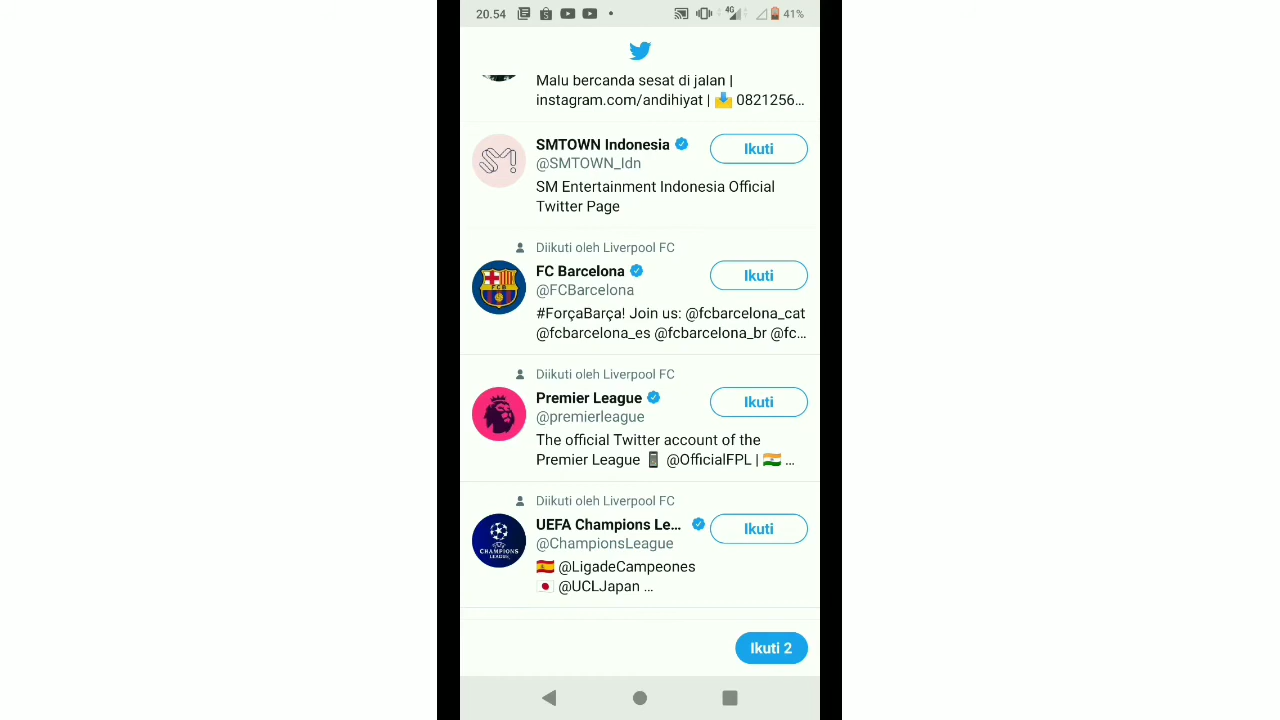 20.54 4G 41%
Malu bercanda sesat di jalan |
instagram.com/andihiyat | 📩 0821256...
SMTOWN Indonesia
Ikuti
@SMTOWN_Idn
SM Entertainment Indonesia Official
Twitter Page
Diikuti oleh Liverpool FC
FC Barcelona
Ikuti
@FCBarcelona
#ForçaBarça! Join us: @fcbarcelona_cat
@fcbarcelona_es @fcbarcelona_br @fc...
Diikuti oleh Liverpool FC
Premier League
Ikuti
@premierleague
The official Twitter account of the
Premier League 📱 @OfficialFPL | 🇮🇳 ...
Diikuti oleh Liverpool FC
UEFA Champions Le...
Ikuti
CHAMPIONS
LEAGUE
@ChampionsLeague
🇪🇸 @LigadeCampeones
🇯🇵 @UCLJapan ...
Ikuti 2